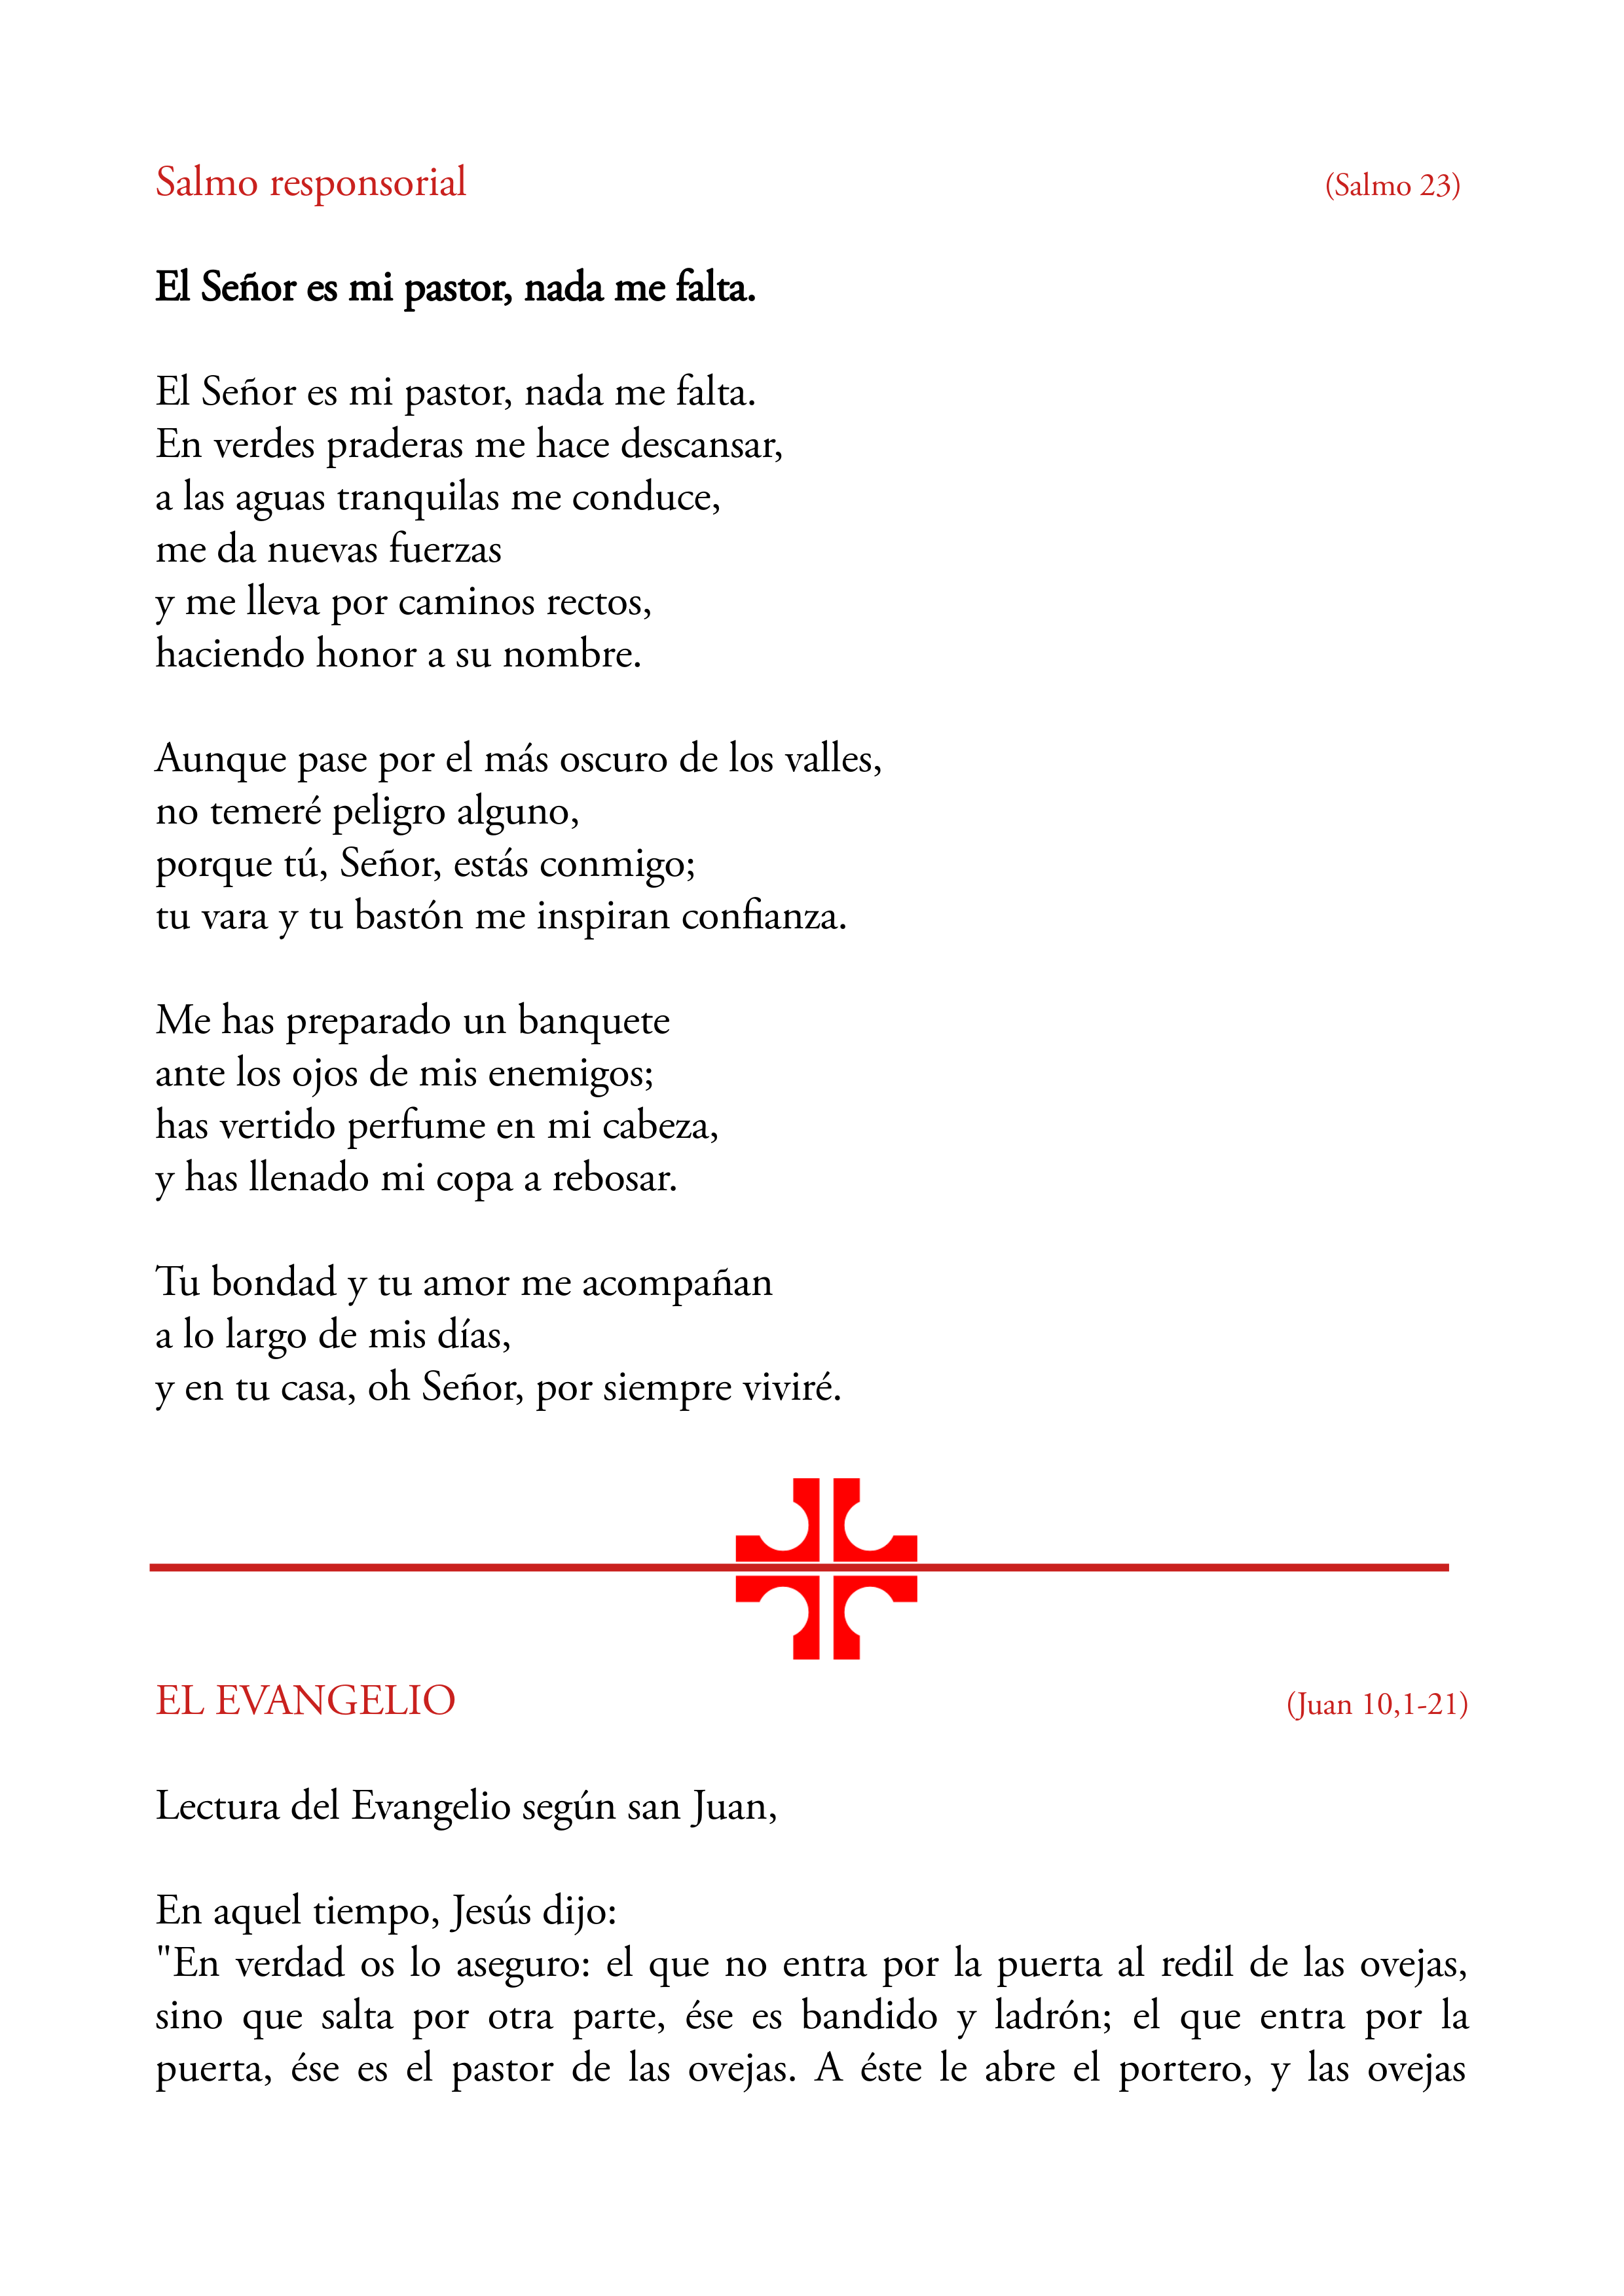 Salmo responsorial (Salmo 23)
El Señor es mi pastor, nada me falta.
El Señor es mi pastor, nada me falta.
En verdes praderas me hace descansar,
a las aguas tranquilas me conduce,
me da nuevas fuerzas
y me lleva por caminos rectos,
haciendo honor a su nombre.
Aunque pase por el más oscuro de los valles,
no temeré peligro alguno,
porque tú, Señor, estás conmigo;
tu vara y tu bastón me inspiran confianza.
Me has preparado un banquete
ante los ojos de mis enemigos;
has vertido perfume en mi cabeza,
y has llenado mi copa a rebosar.
Tu bondad y tu amor me acompañan
a lo largo de mis días,
y en tu casa, oh Señor, por siempre viviré.
EL EVANGELIO (Juan 10,1-21)
Lectura del Evangelio según san Juan,
En aquel tiempo, Jesús dijo:
"En verdad os lo aseguro: el que no entra por la puerta al redil de las ovejas,
sino que salta por otra parte, ése es bandido y ladrón; el que entra por la
puerta, ése es el pastor de las ovejas. A éste le abre el portero, y las ovejas